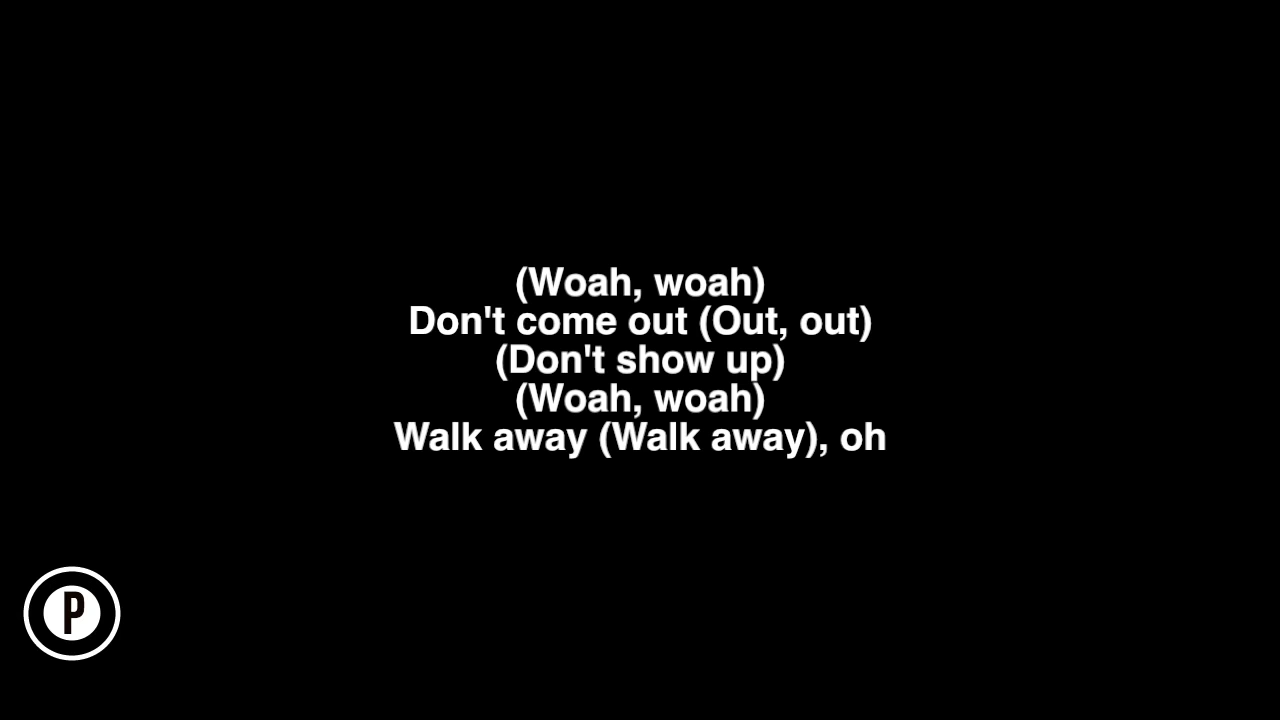 (Woah, woah)
Don't come out (Out, out)
(Don't show up)
(Woah, woah)
Walk away (Walk away), oh
P